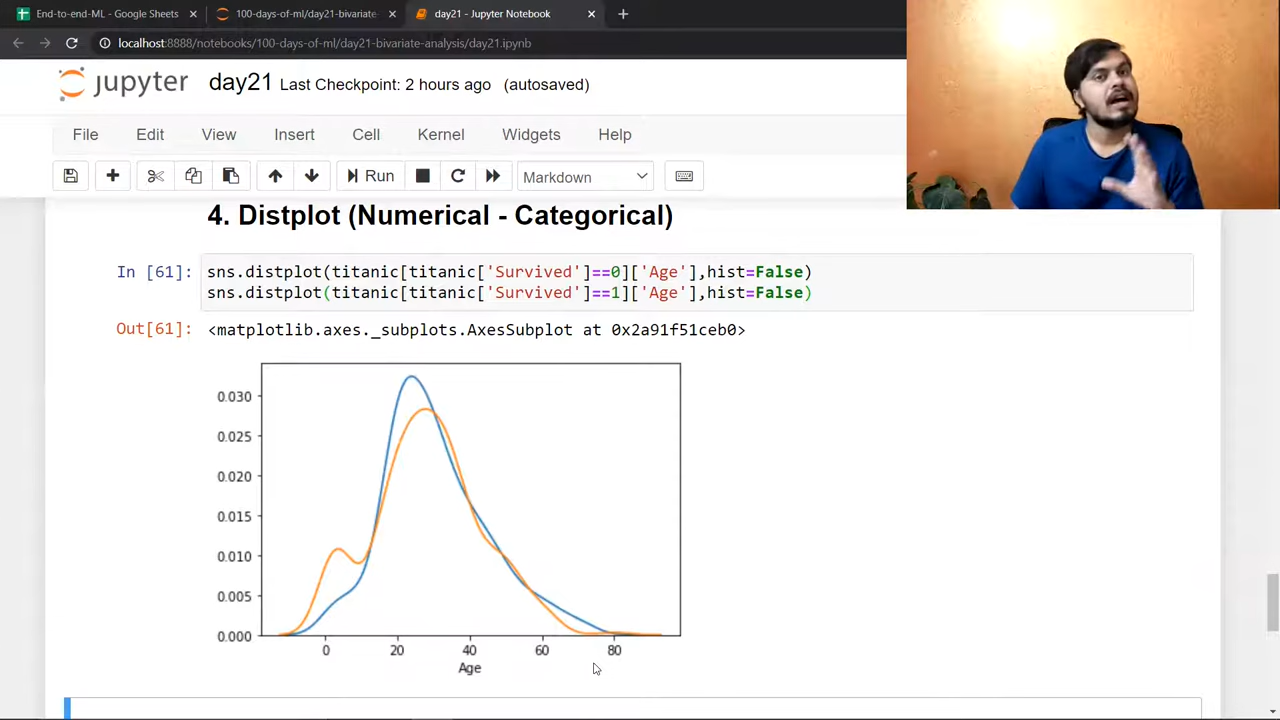 End-to-end-ML - Google Sheets
100-days-of-ml/day21-bivariate-
day21 - Jupyter Notebook
localhost:8888/notebooks/100-days-of-ml/day21-bivariate-analysis/day21.ipynb
jupyter day21 Last Checkpoint: 2 hours ago (autosaved)
File Edit View Insert Cell Kernel Widgets Help
Run Markdown
4. Distplot (Numerical - Categorical)
In [61]: sns.distplot(titanic[titanic['Survived']==0]['Age'],hist=False)
sns.distplot(titanic[titanic['Survived']==1]['Age'],hist=False)
Out[61]: <matplotlib.axes._subplots.AxesSubplot at 0x2a91f51ceb0>
0.030
0.025
0.020
0.015
0.010
0.005
0.000
0 20 40 60 80
Age